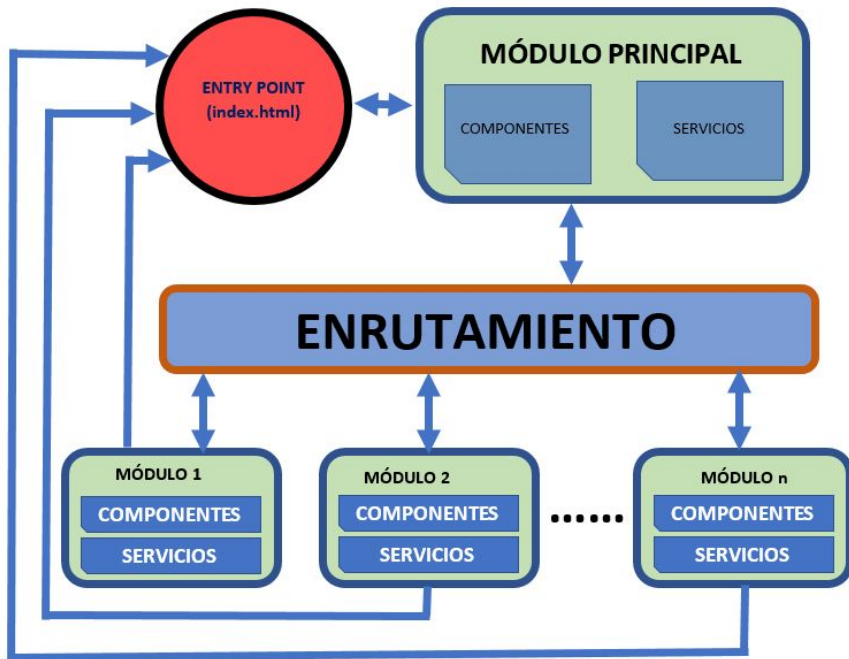 ENTRY POINT
(index.html)
MÓDULO PRINCIPAL
COMPONENTES
SERVICIOS
ENRUTAMIENTO
MÓDULO 1
COMPONENTES
SERVICIOS
MÓDULO 2
COMPONENTES
SERVICIOS
......
MÓDULO n
COMPONENTES
SERVICIOS